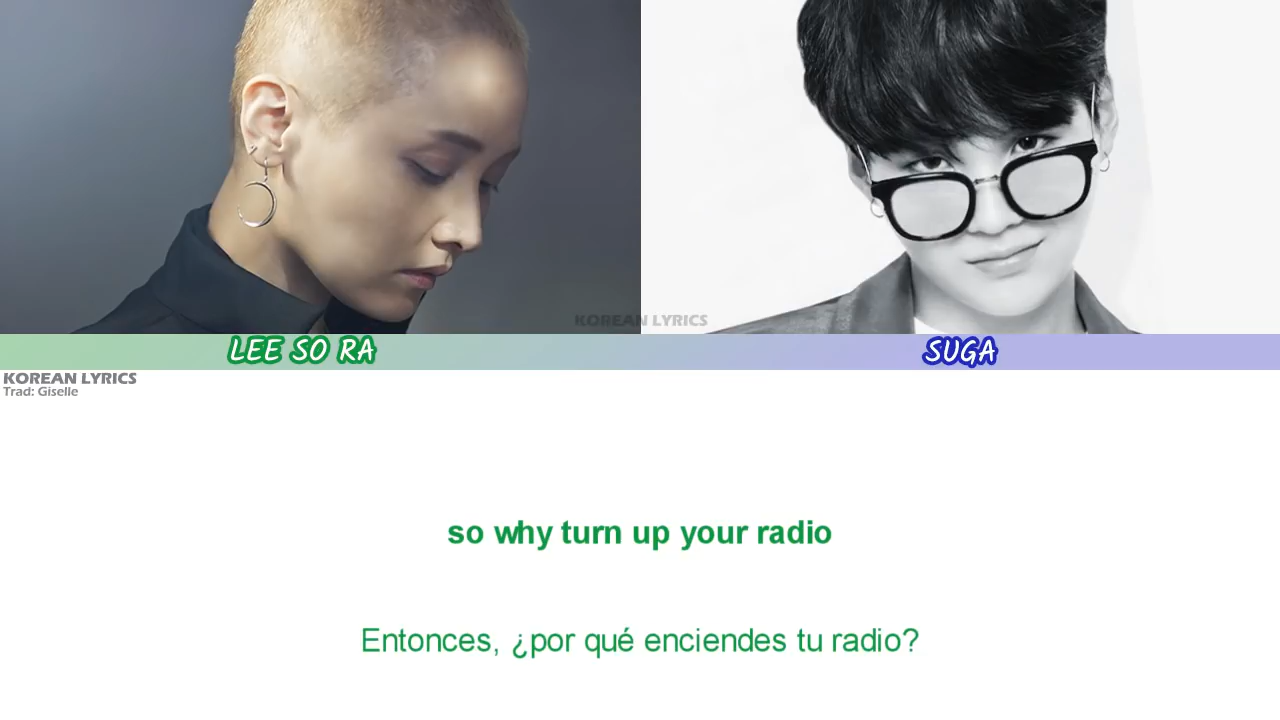 KOREAN LYRICS
LEE SO RA
SUGA
KOREAN LYRICS
Trad: Giselle
so why turn up your radio
Entonces, ¿por qué enciendes tu radio?